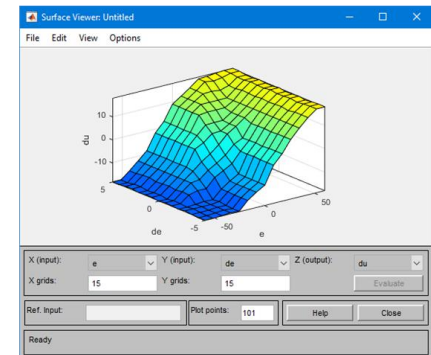 Surface Viewer: Untitled
File Edit View Options
10
0
-10
du
5
0
-5
de
-50
0
50
e
X (input): e Y (input): de Z (output): du
X grids: 15 Y grids: 15 Evaluate
Ref. Input: Plot points: 101 Help Close
Ready